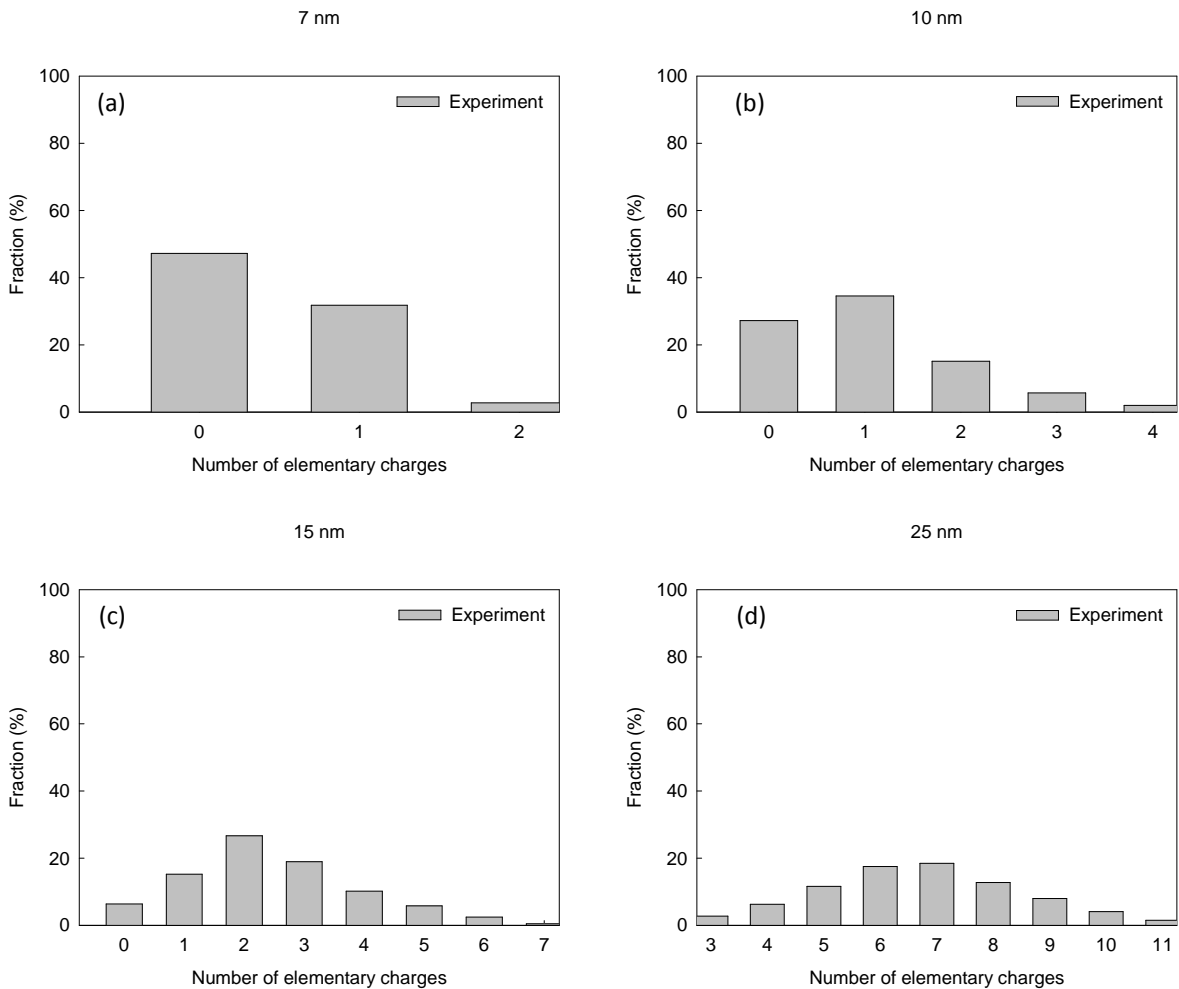 7 nm
(a)
Experiment
100
80
60
40
20
0
Fraction (%)
0 1 2
Number of elementary charges
10 nm
(b)
Experiment
100
80
60
40
20
0
Fraction (%)
0 1 2 3 4
Number of elementary charges
15 nm
(c)
Experiment
100
80
60
40
20
0
Fraction (%)
0 1 2 3 4 5 6 7
Number of elementary charges
25 nm
(d)
Experiment
100
80
60
40
20
0
Fraction (%)
3 4 5 6 7 8 9 10 11
Number of elementary charges